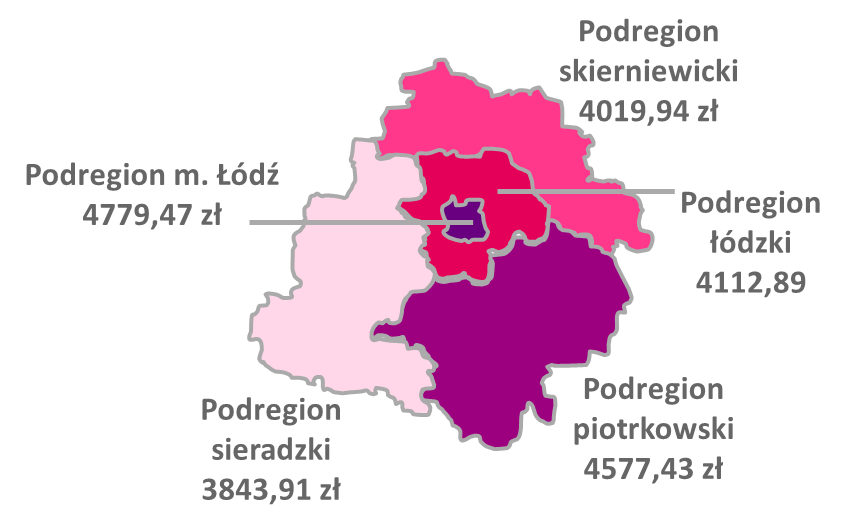 Podregion
skierniewicki
4019,94 zł
Podregion m. Łódź
4779,47 zł
Podregion
łódzki
4112,89
Podregion
sieradzki
3843,91 zł
Podregion
piotrkowski
4577,43 zł